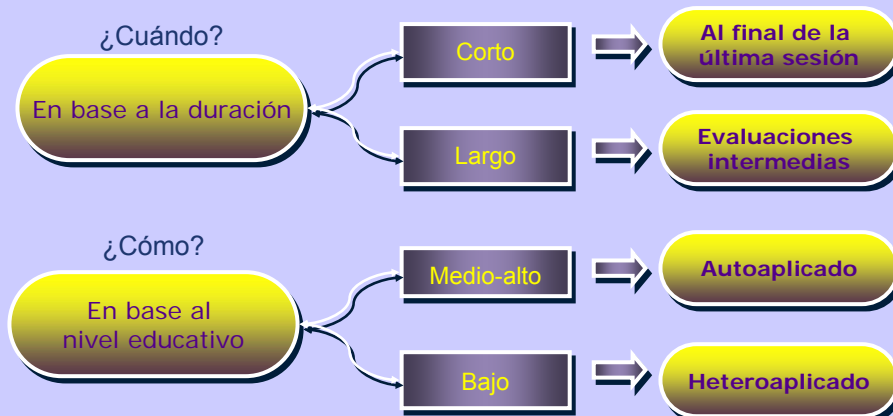 ¿Cuándo?
En base a la duración
Corto
Al final de la
última sesión
Largo
Evaluaciones
intermedias
¿Cómo?
En base al
nivel educativo
Medio-alto
Autoaplicado
Bajo
Heteroaplicado